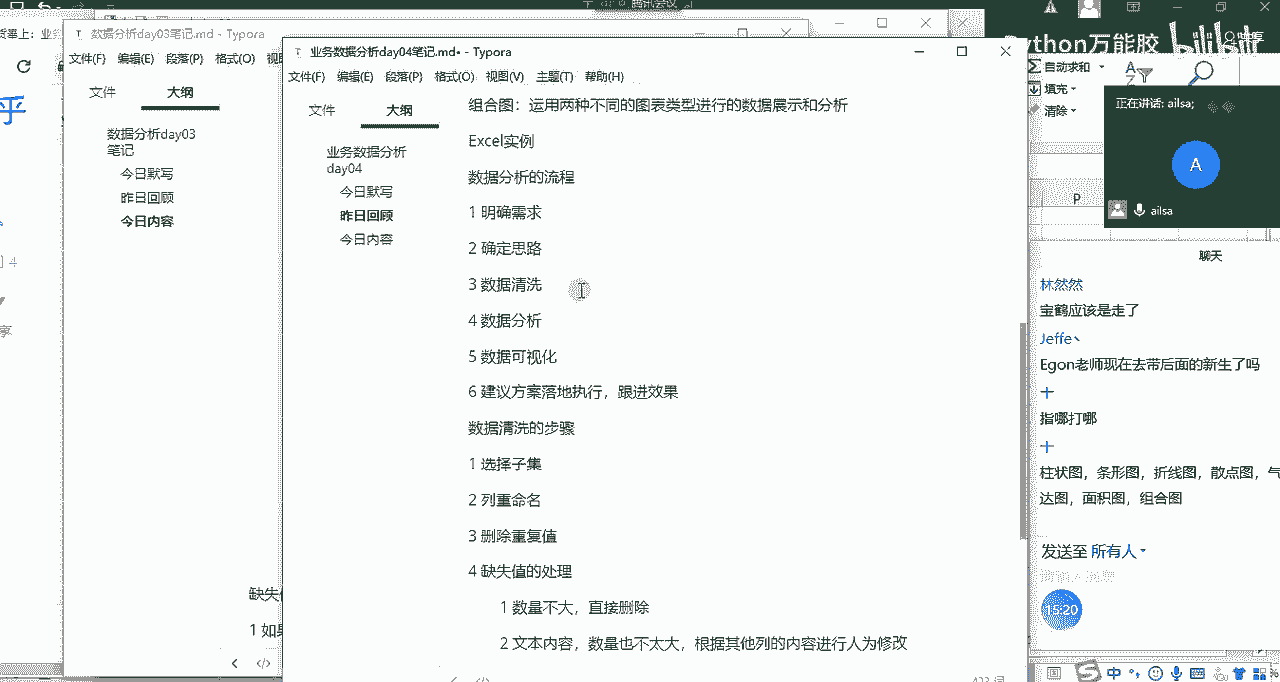 腾讯会议
数据分析day03笔记.md - Typora
文件(F) 编辑(E) 段落(P) 格式(O)
文件 大纲
数据分析day03
笔记
今日默写
昨日回顾
今日内容
业务数据分析day04笔记.md• - Typora
文件(F) 编辑(E) 段落(P) 格式(O) 视图(V) 主题(T) 帮助(H)
文件 大纲
业务数据分析
day04
今日默写
昨日回顾
今日内容
组合图：运用两种不同的图表类型进行的数据展示和分析
Excel实例
数据分析的流程
1 明确需求
2 确定思路
3 数据清洗
4 数据分析
5 数据可视化
6 建议方案落地执行，跟进效果
数据清洗的步骤
1 选择子集
2 列重命名
3 删除重复值
4 缺失值的处理
1 数量不大，直接删除
2 文本内容，数量也不太大，根据其他列的内容进行人为修改
1 如
ython万能胶 bilibili
自动求和
填充
清除
正在讲话: ailsa;
A
ailsa
P
聊天
林然然
宝鹤应该是走了
Jeffe丶
Egon老师现在去带后面的新生了吗
十
指哪打哪
十
柱状图，条形图，折线图，散点图，气
达图，面积图，组合图
发送至 所有人
15:20
中